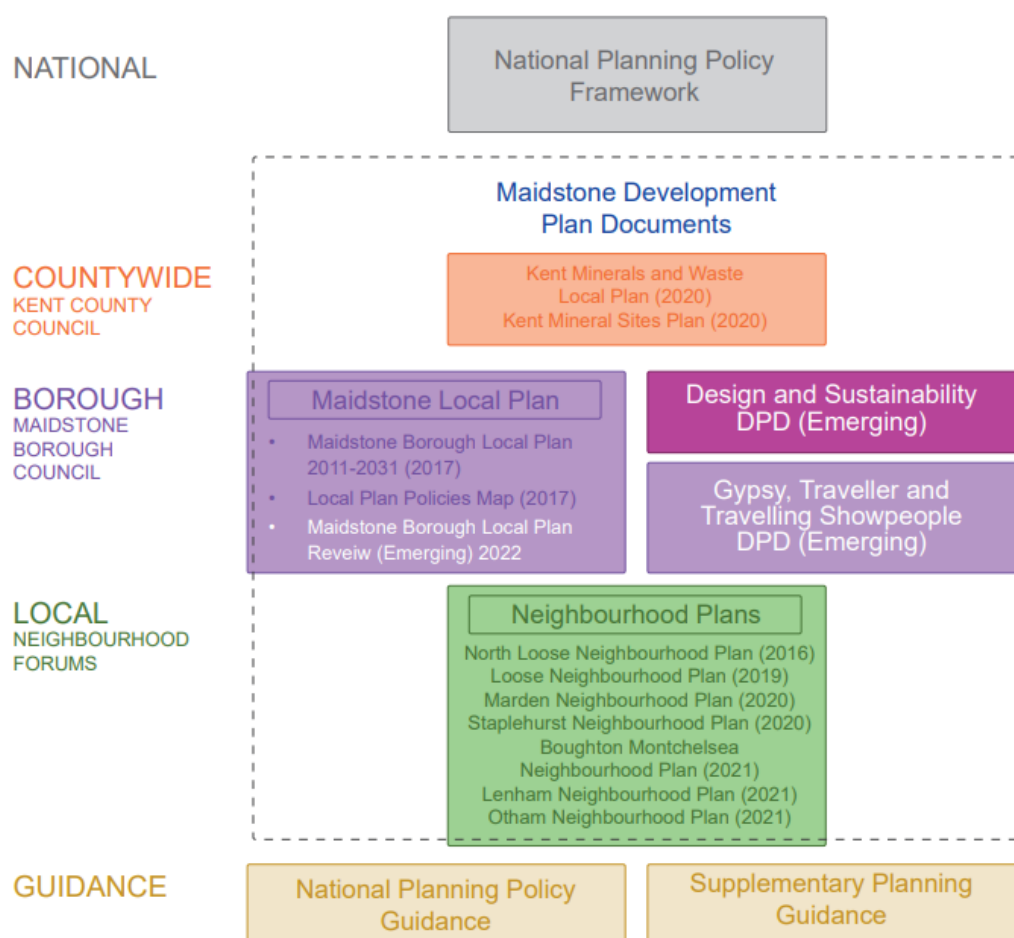 NATIONAL
National Planning Policy
Framework
Maidstone Development
Plan Documents
COUNTYWIDE
KENT COUNTY
COUNCIL
Kent Minerals and Waste
Local Plan (2020)
Kent Mineral Sites Plan (2020)
BOROUGH
MAIDSTONE
BOROUGH
COUNCIL
Maidstone Local Plan
• Maidstone Borough Local Plan
2011-2031 (2017)
• Local Plan Policies Map (2017)
• Maidstone Borough Local Plan
Reveiw (Emerging) 2022
Design and Sustainability
DPD (Emerging)
Gypsy, Traveller and
Travelling Showpeople
DPD (Emerging)
LOCAL
NEIGHBOURHOOD
FORUMS
Neighbourhood Plans
North Loose Neighbourhood Plan (2016)
Loose Neighbourhood Plan (2019)
Marden Neighbourhood Plan (2020)
Staplehurst Neighbourhood Plan (2020)
Boughton Montchelsea
Neighbourhood Plan (2021)
Lenham Neighbourhood Plan (2021)
Otham Neighbourhood Plan (2021)
GUIDANCE
National Planning Policy
Guidance
Supplementary Planning
Guidance